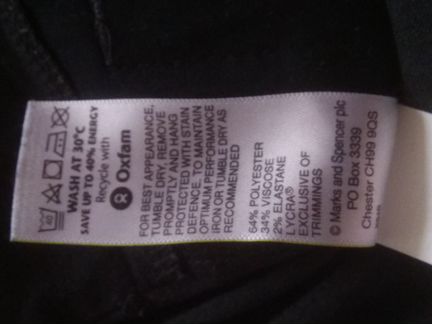 40
WASH AT 30°C
SAVE UP TO 40% ENERGY
Recycle with
Oxfam
FOR BEST APPEARANCE,
TUMBLE DRY, REMOVE
PROMPTLY AND HANG
PROTECTED WITH STAIN
DEFENCE. TO MAINTAIN
OPTIMUM PERFORMANCE
IRON OR TUMBLE DRY AS
RECOMMENDED
64% POLYESTER
34% VISCOSE
2% ELASTANE
LYCRA®
EXCLUSIVE OF
TRIMMINGS
© Marks and Spencer plc
PO Box 3339
Chester CH99 9QS